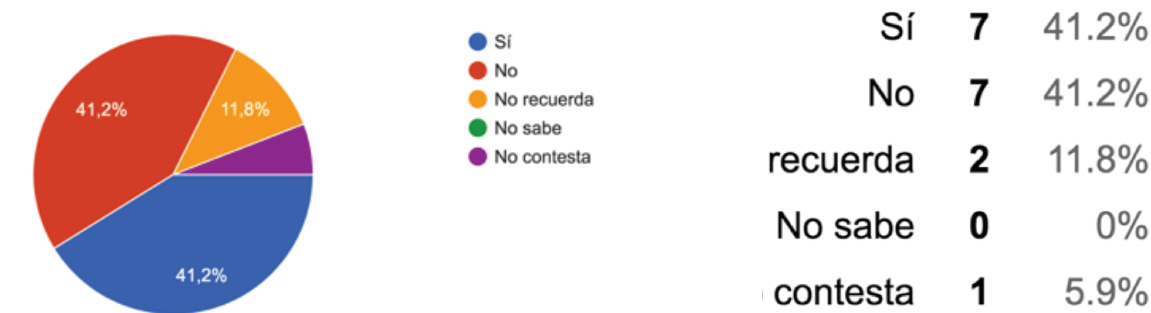 41,2%
11,8%
41,2%
Sí
No
No recuerda
No sabe
No contesta
Sí 7 41.2%
No 7 41.2%
recuerda 2 11.8%
No sabe 0 0%
contesta 1 5.9%